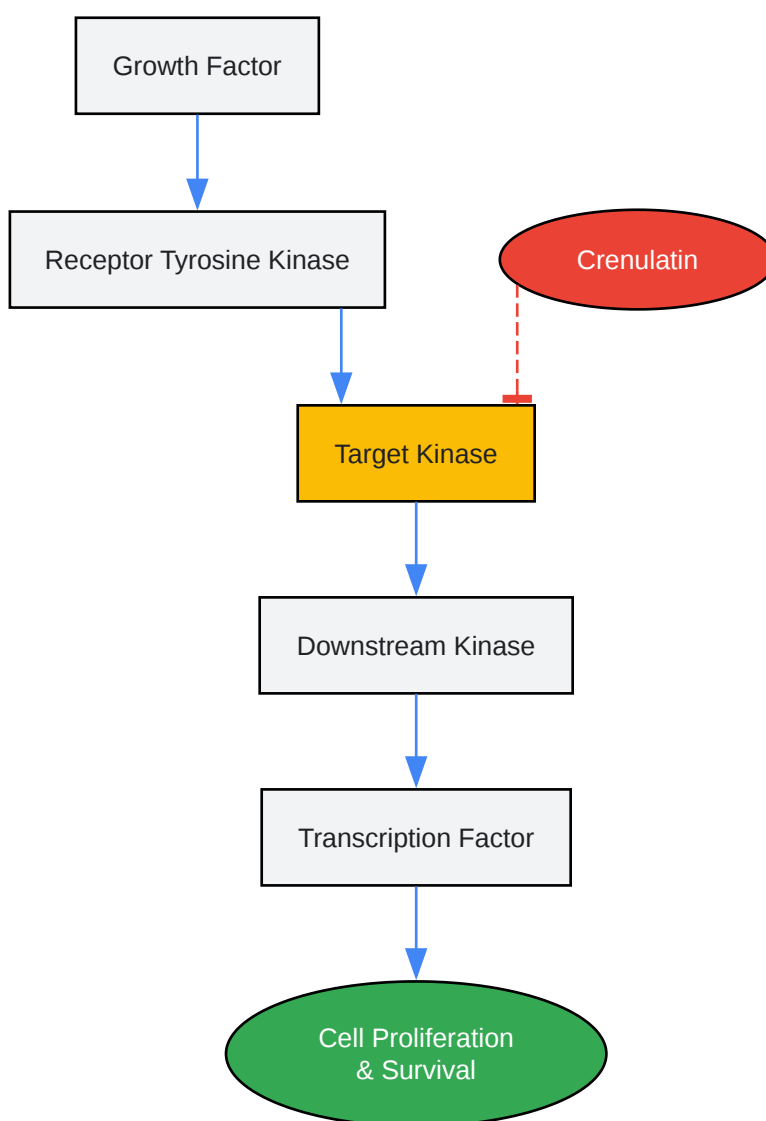 Growth Factor
Receptor Tyrosine Kinase
Crenulatin
Target Kinase
Downstream Kinase
Transcription Factor
Cell Proliferation
& Survival